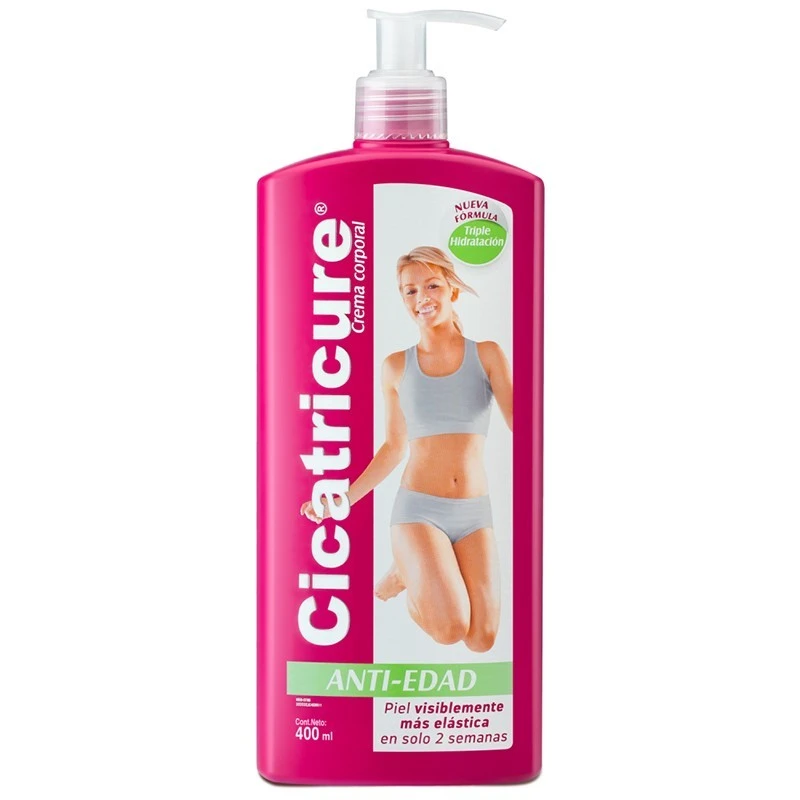 NUEVA
FÓRMULA
Triple
Hidratación
Cicatricure®
Crema corporal
ANTI-EDAD
Piel visiblemente
más elástica
en solo 2 semanas
Cont.Neto:
400 ml